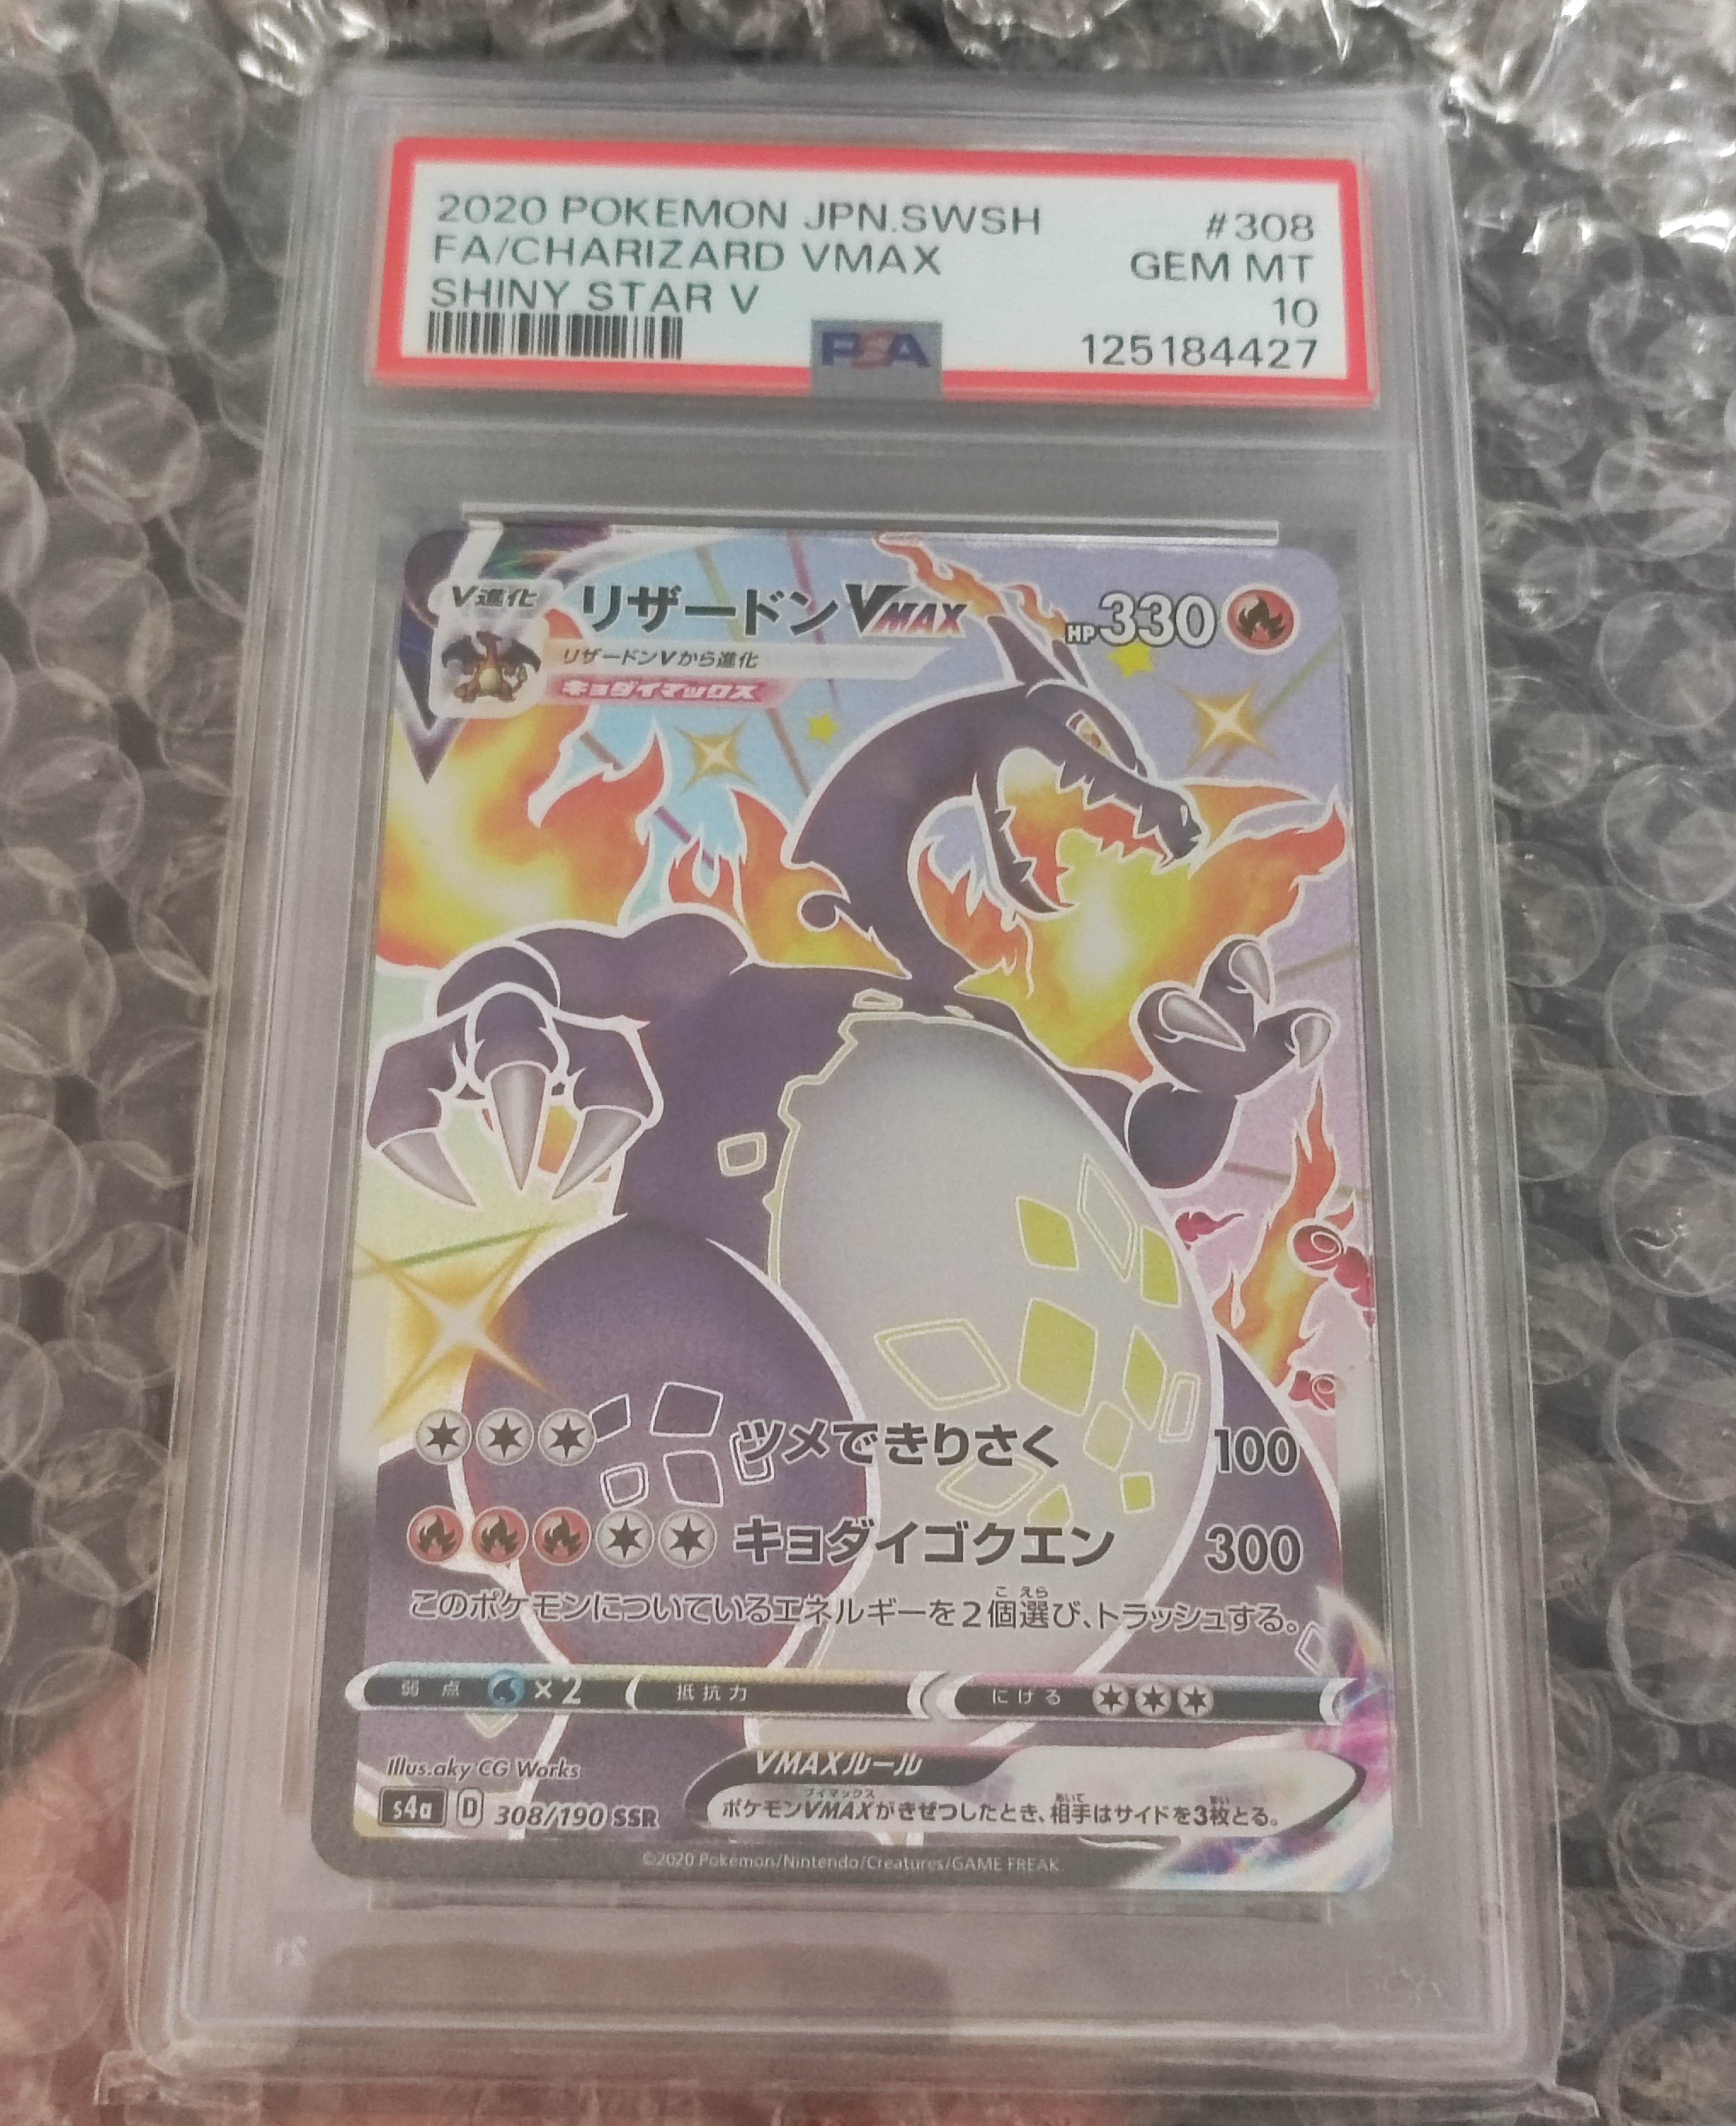 2020 POKEMON JPN.SWSH #308
FA/CHARIZARD VMAX GEM MT
SHINY STAR V 10
PSA 125184427
V進化 リザードンVMAX HP330
リザードンVから進化
キョダイマックス
ツメできりさく 100
キョダイゴクエン 300
このポケモンについているエネルギーを2個選び、トラッシュする。
弱点 ×2 抵抗力 にげる
Illus.aky CG Works
VMAXルール
s4a D 308/190 SSR
ポケモンVMAXがきぜつしたとき、相手はサイドを3枚とる。
©2020 Pokémon/Nintendo/Creatures/GAME FREAK.